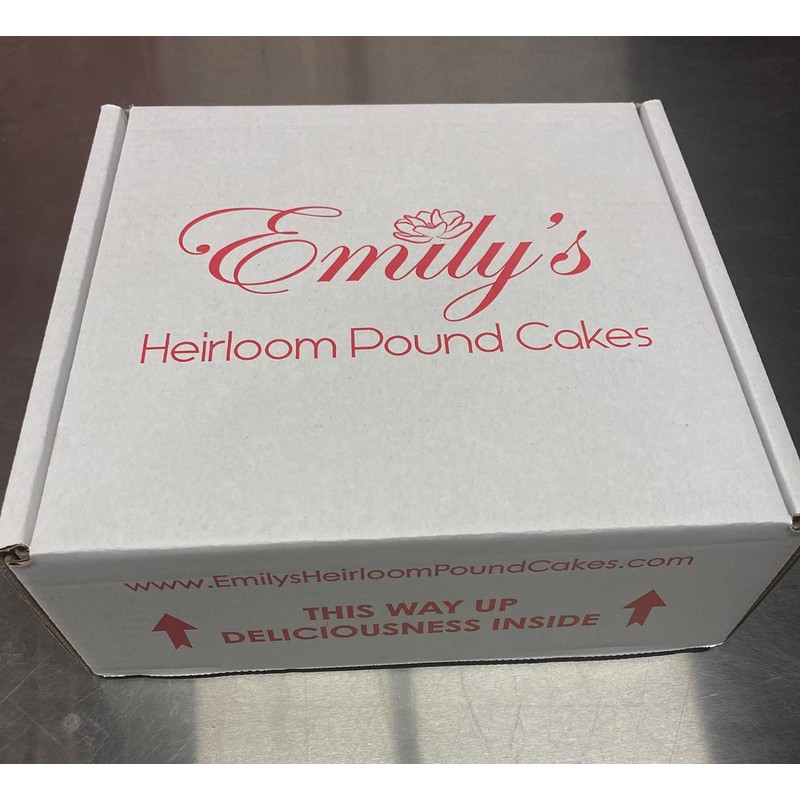 Emily's
Heirloom Pound Cakes
www.EmilysHeirloomPoundCakes.com
THIS WAY UP
DELICIOUSNESS INSIDE